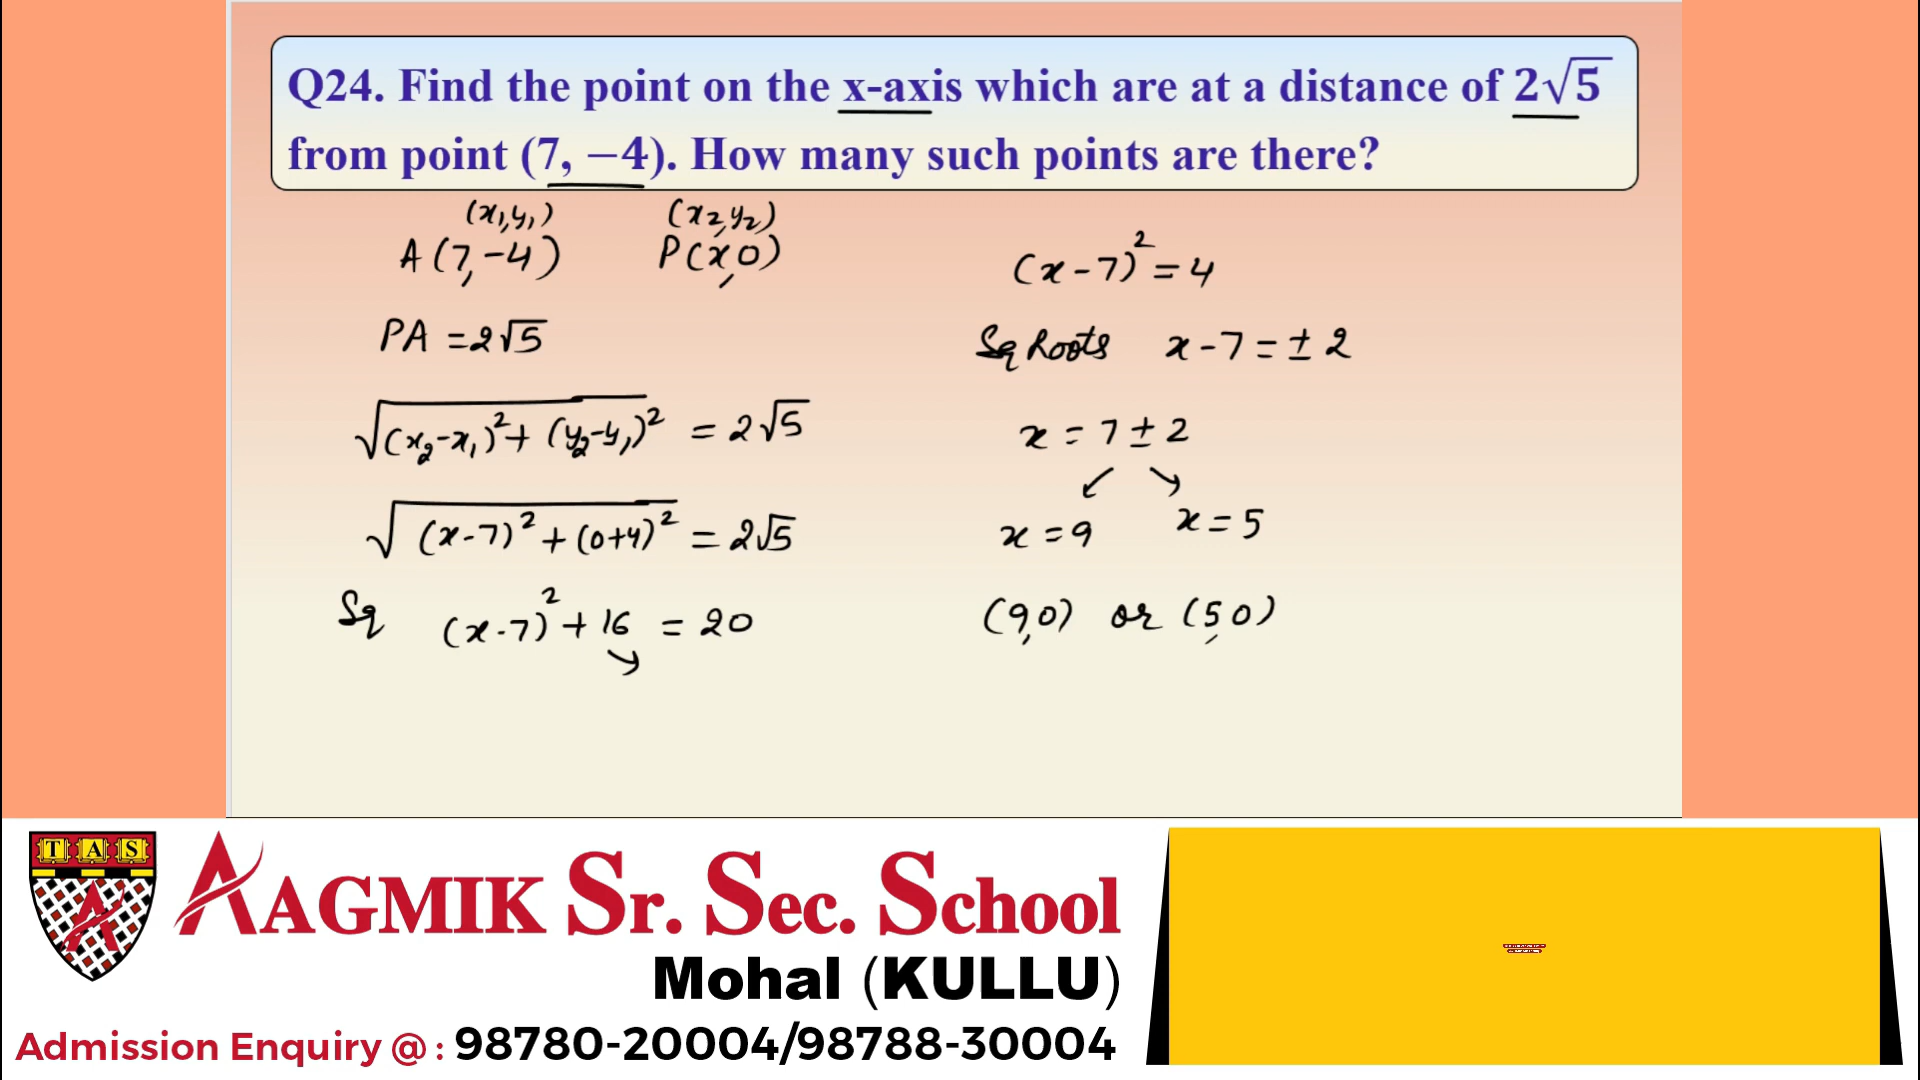 Q24. Find the point on the x-axis which are at a distance of 2√5
from point (7, −4). How many such points are there?
(x₁,y₁) (x₂,y₂)
A(7,-4) P(x,0)
PA = 2√5
√((x₂-x₁)²+(y₂-y₁)²) = 2√5
√((x-7)²+(0+4)²) = 2√5
Sq (x-7)²+16 = 20
(x-7)² = 4
Sq Roots x-7 = ±2
x = 7±2
x = 9 x = 5
(9,0) or (5,0)
TAS
AAGMIK Sr. Sec. School
Mohal (KULLU)
Admission Enquiry @ : 98780-20004/98788-30004